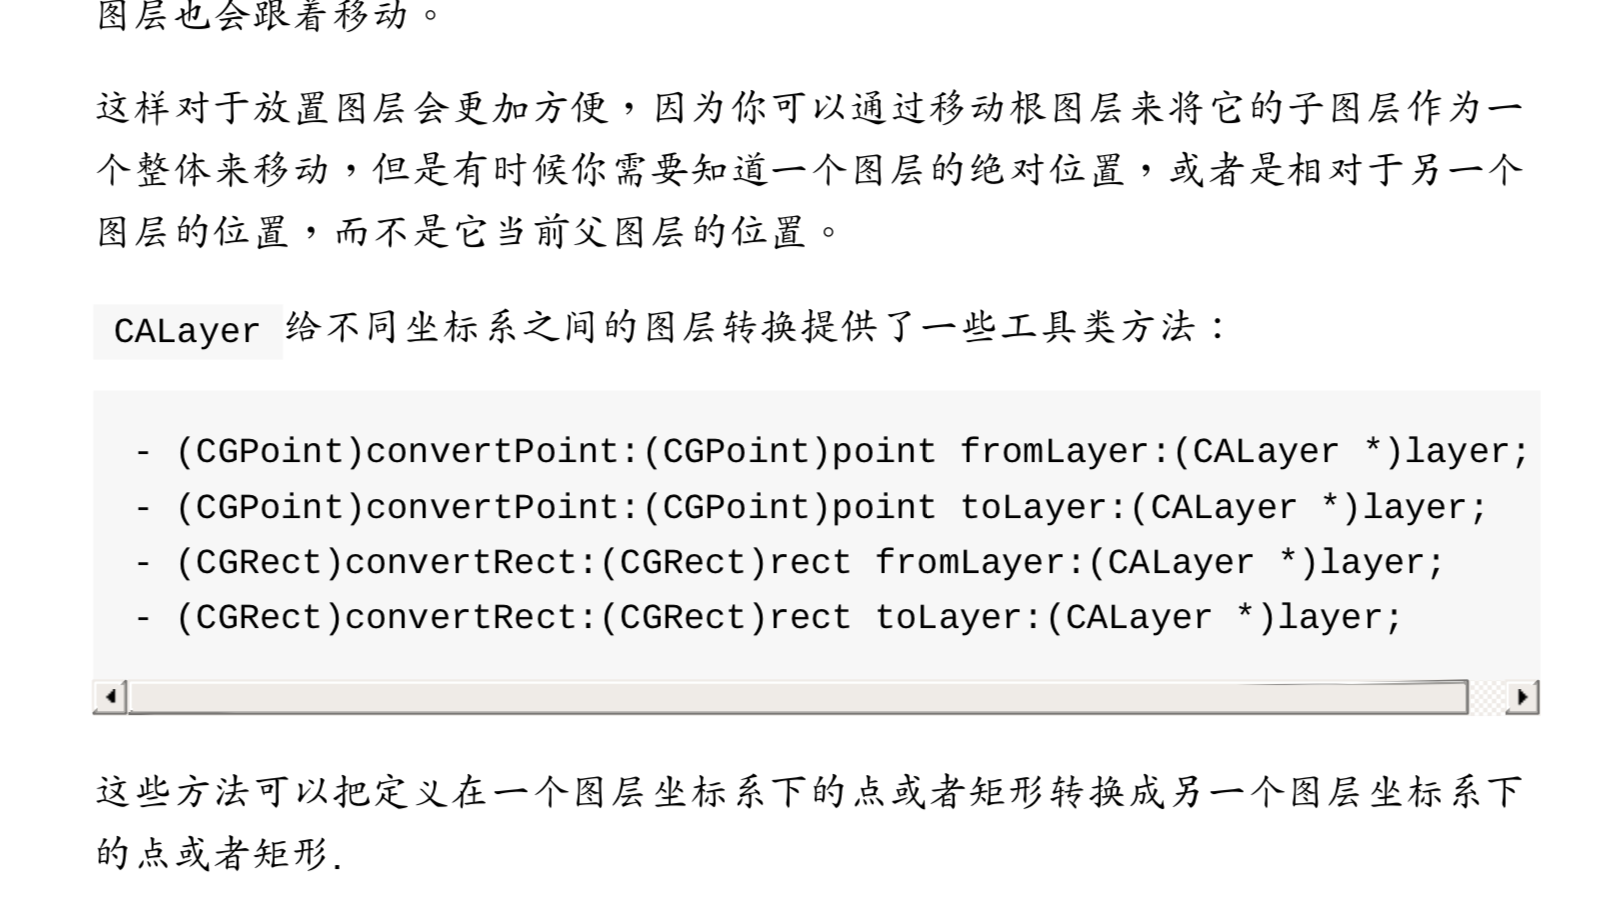 图层也会跟着移动。
这样对于放置图层会更加方便，因为你可以通过移动根图层来将它的子图层作为一
个整体来移动，但是有时候你需要知道一个图层的绝对位置，或者是相对于另一个
图层的位置，而不是它当前父图层的位置。
CALayer 给不同坐标系之间的图层转换提供了一些工具类方法：
- (CGPoint)convertPoint:(CGPoint)point fromLayer:(CALayer *)layer;
- (CGPoint)convertPoint:(CGPoint)point toLayer:(CALayer *)layer;
- (CGRect)convertRect:(CGRect)rect fromLayer:(CALayer *)layer;
- (CGRect)convertRect:(CGRect)rect toLayer:(CALayer *)layer;
这些方法可以把定义在一个图层坐标系下的点或者矩形转换成另一个图层坐标系下
的点或者矩形.